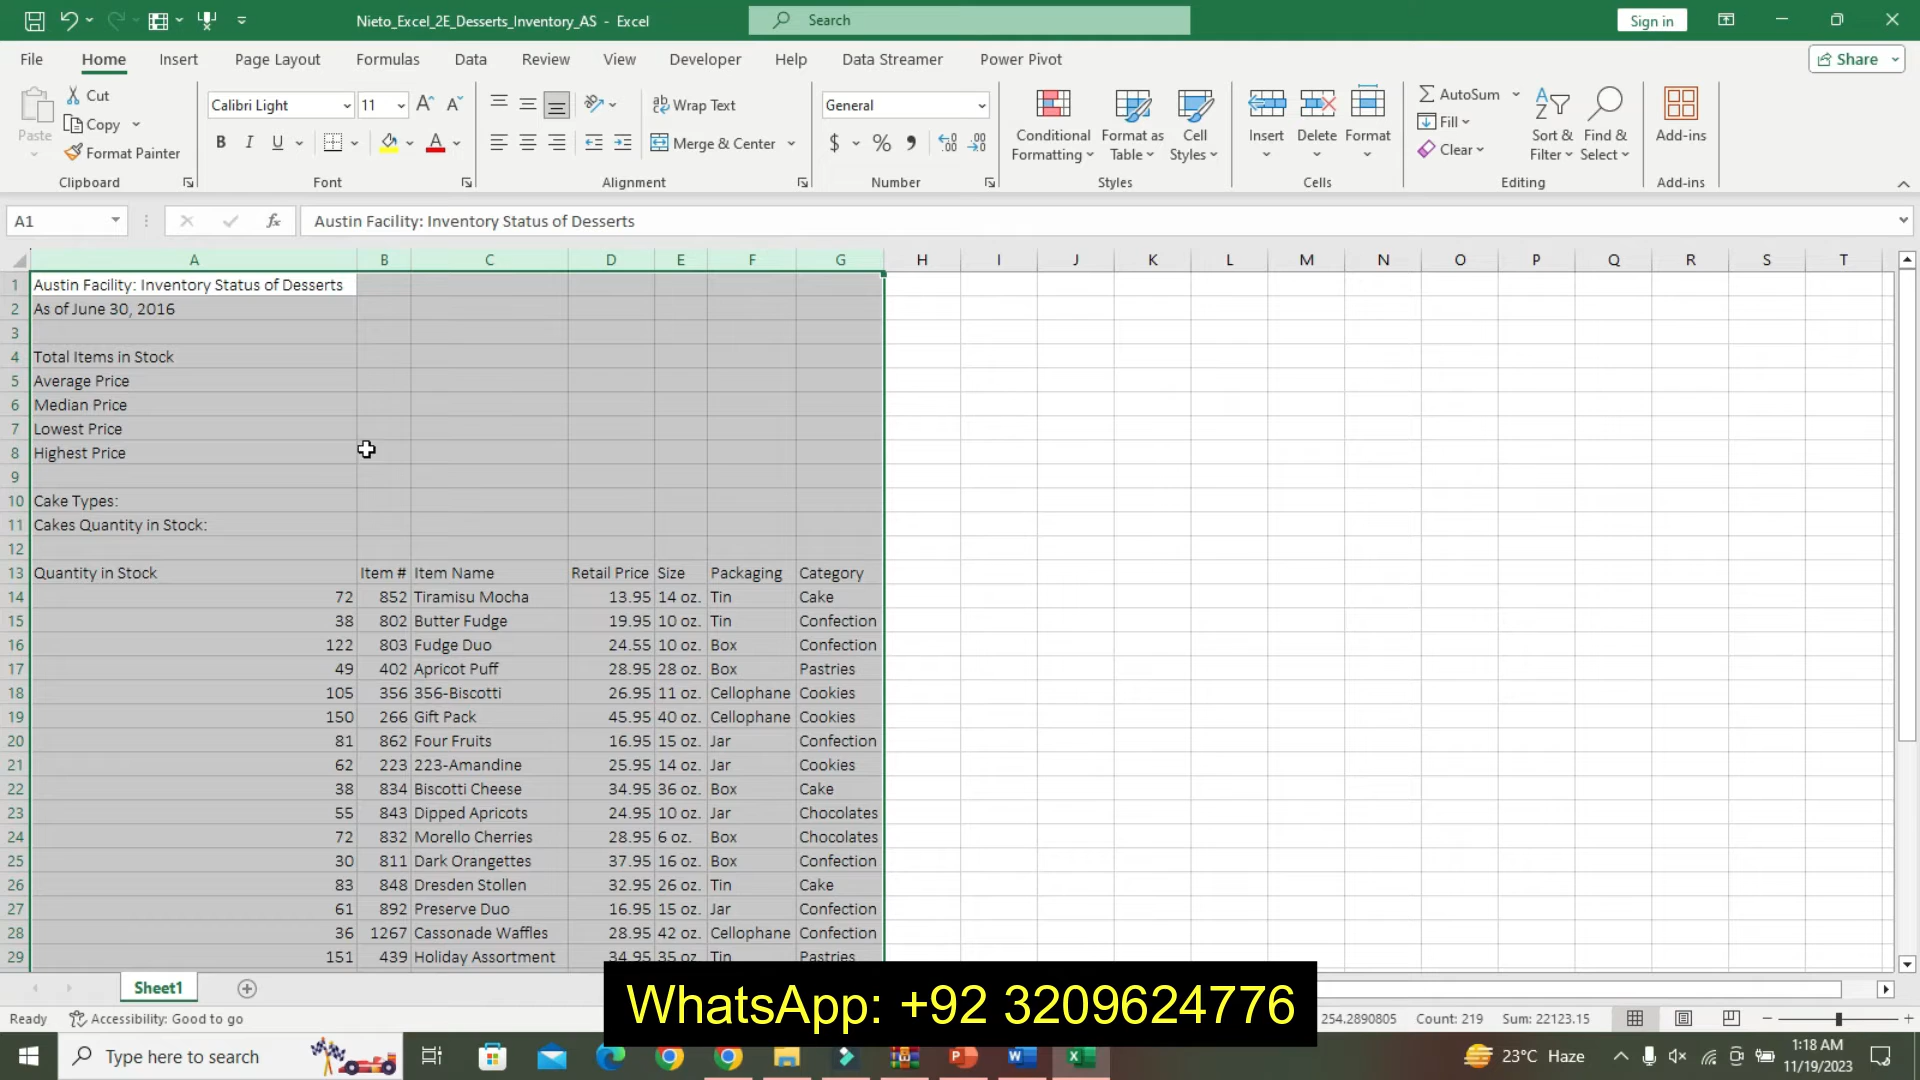 Nieto_Excel_2E_Desserts_Inventory_AS - Excel
Search
Sign in
File Home Insert Page Layout Formulas Data Review View Developer Help Data Streamer Power Pivot
Share
Paste
Cut
Copy
Format Painter
Clipboard
Calibri Light 11
B I U
Font
Wrap Text
Merge & Center
Alignment
General
$ %
Number
Conditional Formatting
Format as Table
Cell Styles
Styles
Insert Delete Format
Cells
AutoSum
Fill
Clear
Sort & Filter
Find & Select
Editing
Add-ins
Add-ins
A1 fx Austin Facility: Inventory Status of Desserts
A B C D E F G H I J K L M N O P Q R S T
1 Austin Facility: Inventory Status of Desserts
2 As of June 30, 2016
3
4 Total Items in Stock
5 Average Price
6 Median Price
7 Lowest Price
8 Highest Price
9
10 Cake Types:
11 Cakes Quantity in Stock:
12
13 Quantity in Stock Item # Item Name Retail Price Size Packaging Category
14 72 852 Tiramisu Mocha 13.95 14 oz. Tin Cake
15 38 802 Butter Fudge 19.95 10 oz. Tin Confection
16 122 803 Fudge Duo 24.55 10 oz. Box Confection
17 49 402 Apricot Puff 28.95 28 oz. Box Pastries
18 105 356 356-Biscotti 26.95 11 oz. Cellophane Cookies
19 150 266 Gift Pack 45.95 40 oz. Cellophane Cookies
20 81 862 Four Fruits 16.95 15 oz. Jar Confection
21 62 223 223-Amandine 25.95 14 oz. Jar Cookies
22 38 834 Biscotti Cheese 34.95 36 oz. Box Cake
23 55 843 Dipped Apricots 24.95 10 oz. Jar Chocolates
24 72 832 Morello Cherries 28.95 6 oz. Box Chocolates
25 30 811 Dark Orangettes 37.95 16 oz. Box Confection
26 83 848 Dresden Stollen 32.95 26 oz. Tin Cake
27 61 892 Preserve Duo 16.95 15 oz. Jar Confection
28 36 1267 Cassonade Waffles 28.95 42 oz. Cellophane Confection
29 151 439 Holiday Assortment 34.95 35 oz. Tin Pastries
Sheet1
WhatsApp: +92 3209624776
Ready Accessibility: Good to go 254.2890805 Count: 219 Sum: 22123.15
Type here to search
23°C Haze
1:18 AM
11/19/2023